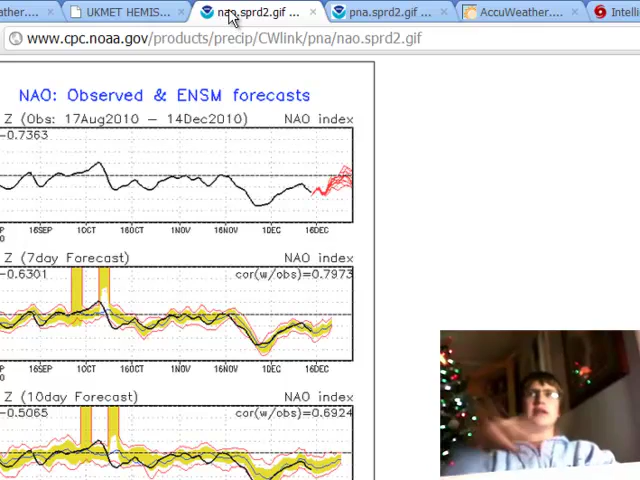 ather.... × UKMET HEMIS... × nao.sprd2.gif ... × pna.sprd2.gif ... × AccuWeather.... × Intelli
www.cpc.noaa.gov/products/precip/CWlink/pna/nao.sprd2.gif
NAO: Observed & ENSM forecasts
Z (Obs: 17Aug2010 – 14Dec2010) NAO index
-0.7363
16SEP 1OCT 16OCT 1NOV 16NOV 1DEC 16DEC
Z (7day Forecast) NAO index
-0.6301 cor(w/obs)=0.7973
16SEP 1OCT 16OCT 1NOV 16NOV 1DEC 16DEC
Z (10day Forecast) NAO index
-0.5065 cor(w/obs)=0.6924